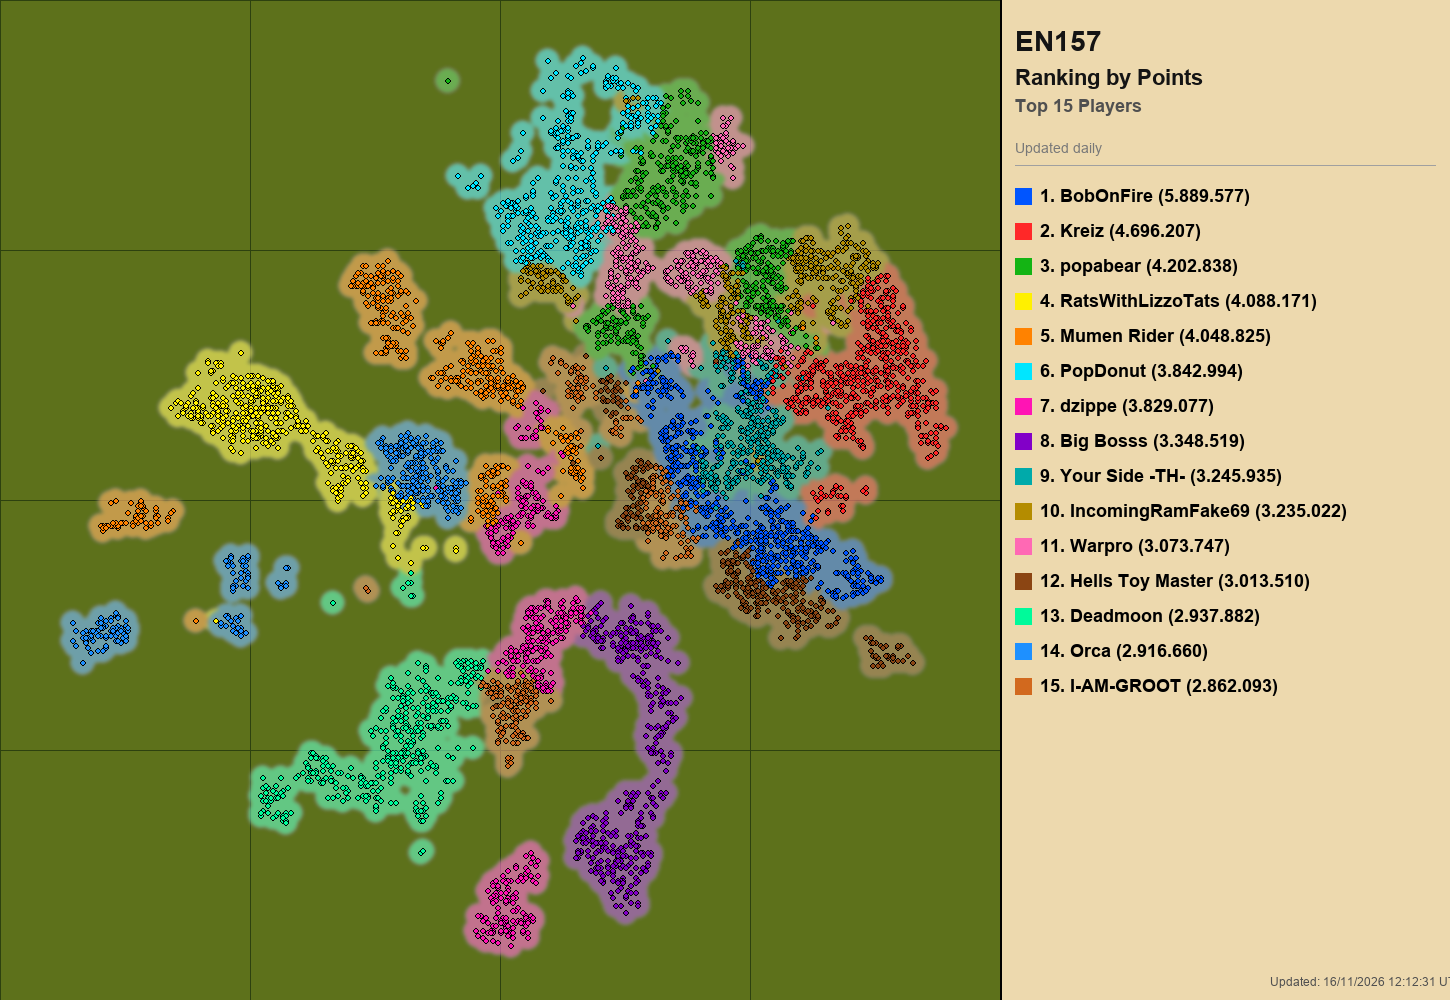 EN157
Ranking by Points
Top 15 Players
Updated daily
1. BobOnFire (5.889.577)
2. Kreiz (4.696.207)
3. popabear (4.202.838)
4. RatsWithLizzoTats (4.088.171)
5. Mumen Rider (4.048.825)
6. PopDonut (3.842.994)
7. dzippe (3.829.077)
8. Big Bosss (3.348.519)
9. Your Side -TH- (3.245.935)
10. IncomingRamFake69 (3.235.022)
11. Warpro (3.073.747)
12. Hells Toy Master (3.013.510)
13. Deadmoon (2.937.882)
14. Orca (2.916.660)
15. I-AM-GROOT (2.862.093)
Updated: 16/11/2026 12:12:31 U